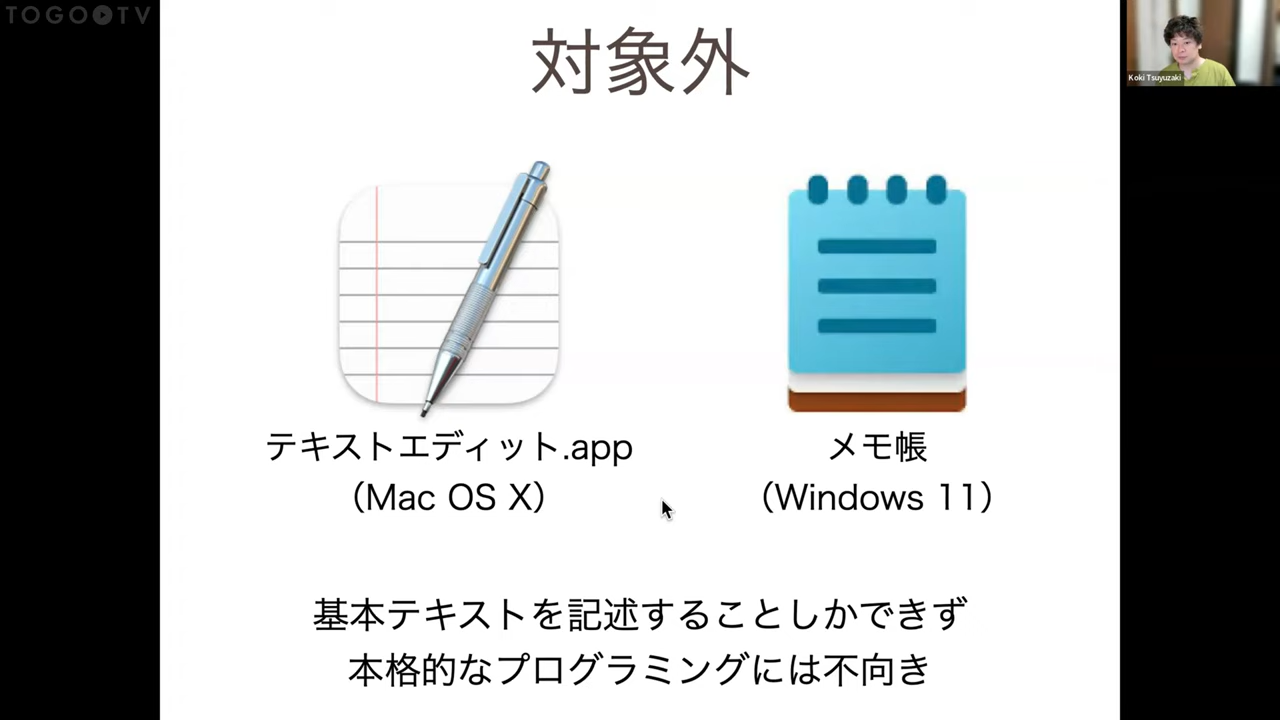 TOGO TV
対象外
Koki Tsuyuzaki
テキストエディット.app
（Mac OS X）
メモ帳
（Windows 11）
基本テキストを記述することしかできず
本格的なプログラミングには不向き